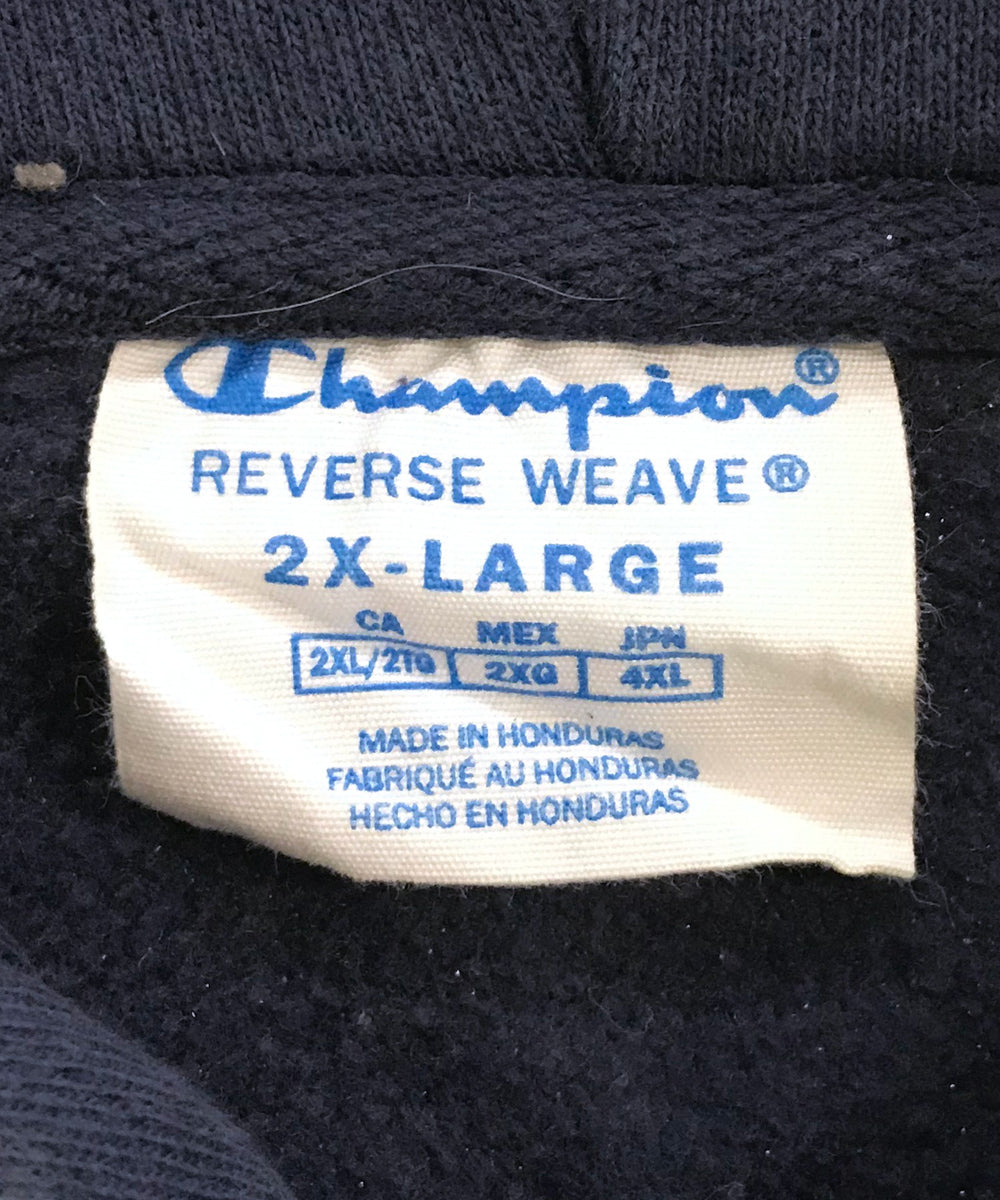 Champion®
REVERSE WEAVE®
2X-LARGE
CA MEX JPN
2XL/2TG 2XG 4XL
MADE IN HONDURAS
FABRIQUÉ AU HONDURAS
HECHO EN HONDURAS